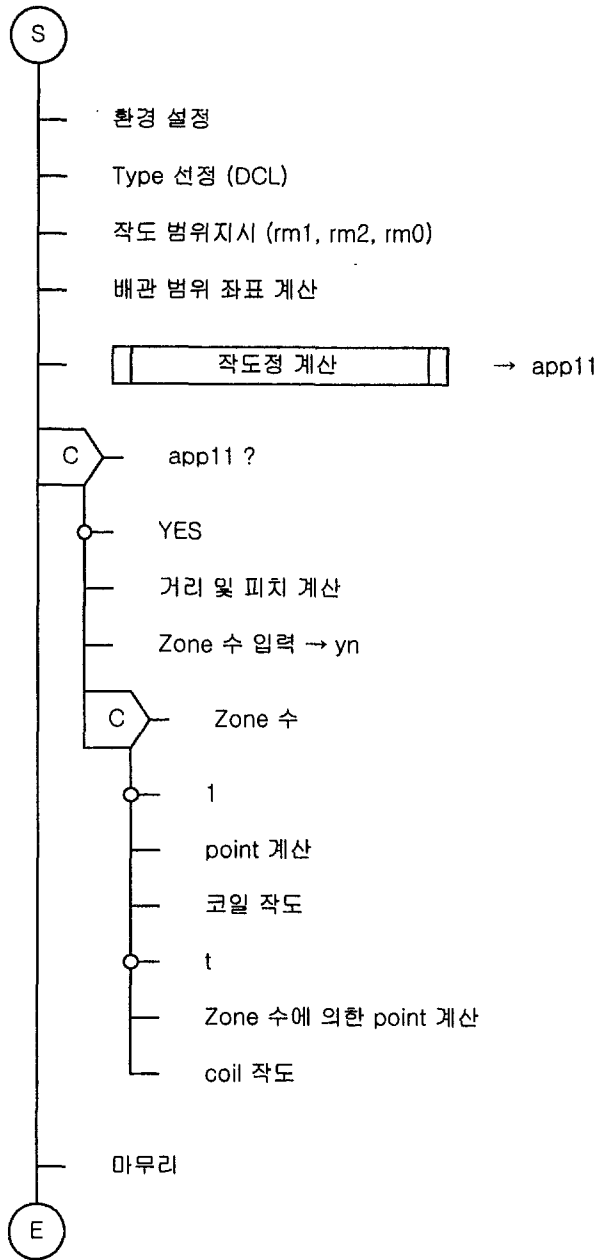 S
환경 설정
Type 선정 (DCL)
작도 범위지시 (rm1, rm2, rm0)
배관 범위 좌표 계산
작도정 계산 → app11
C app11 ?
YES
거리 및 피치 계산
Zone 수 입력 → yn
C Zone 수
1
point 계산
코일 작도
t
Zone 수에 의한 point 계산
coil 작도
마무리
E